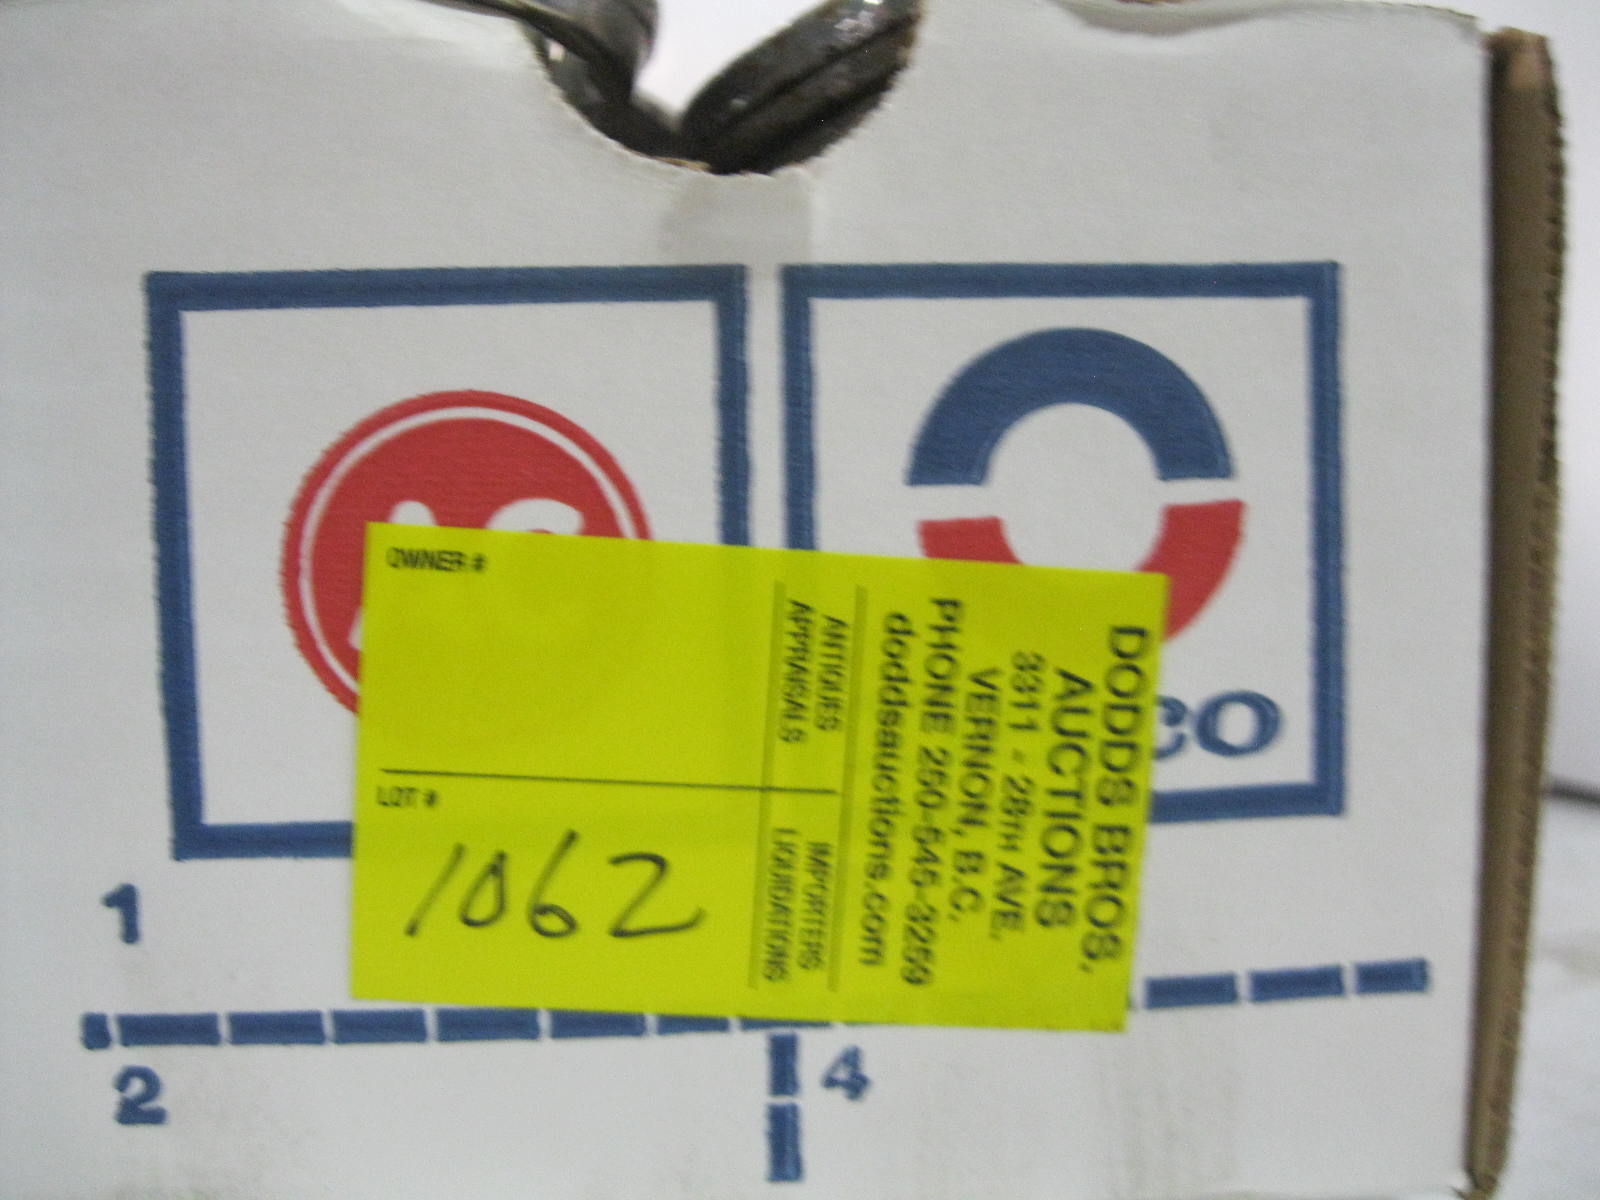 OWNER #
LOT #
1062
ANTIQUES
APPRAISALS
IMPORTERS
LIQUIDATIONS
DODDS BROS.
AUCTIONS
3311 - 28TH AVE.
VERNON, B.C.
PHONE 250-545-3259
doddsauctions.com
CO
1
2
4